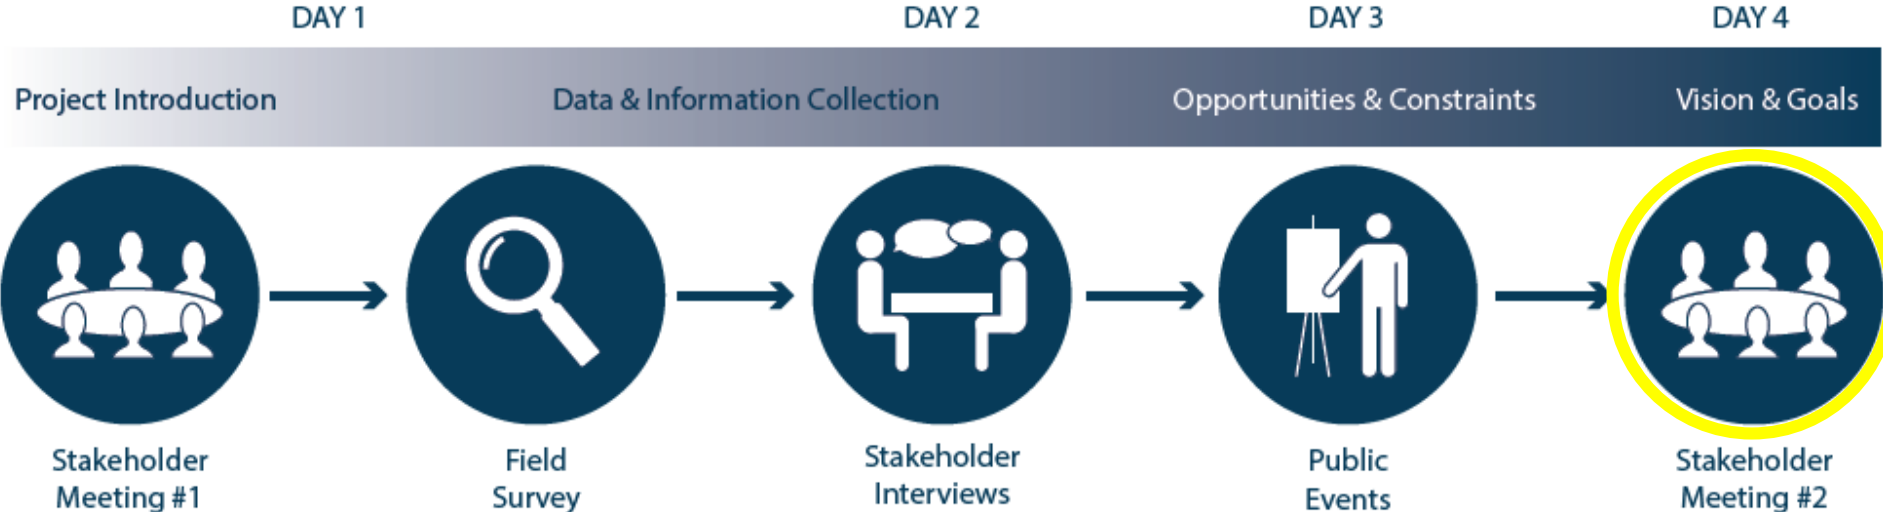 DAY 1
DAY 2
DAY 3
DAY 4
Project Introduction
Data & Information Collection
Opportunities & Constraints
Vision & Goals
Stakeholder
Meeting #1
Field
Survey
Stakeholder
Interviews
Public
Events
Stakeholder
Meeting #2